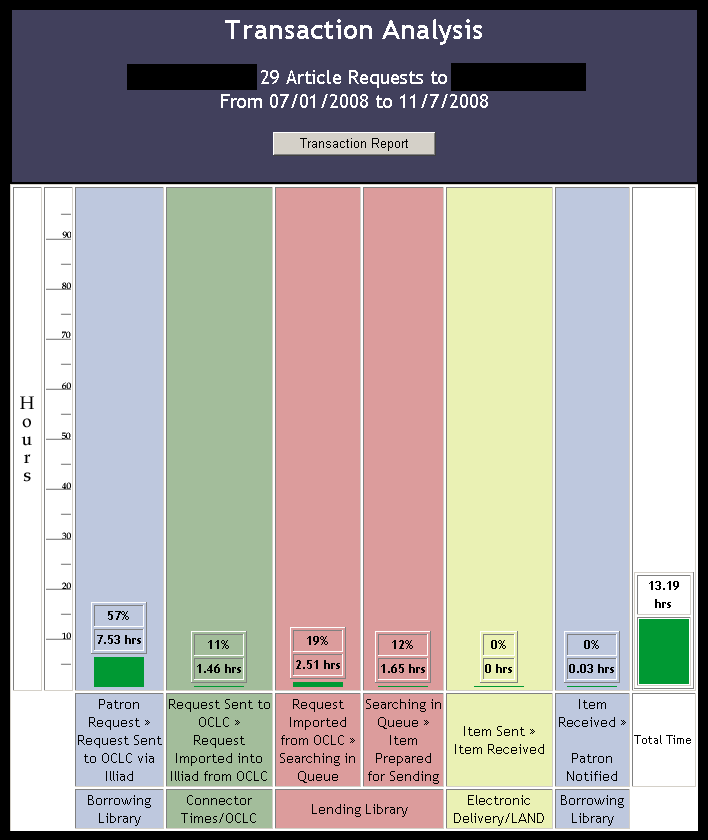 Transaction Analysis
29 Article Requests to
From 07/01/2008 to 11/7/2008
Transaction Report
Hours
90
80
70
60
50
40
30
20
10
57%
7.53 hrs
11%
1.46 hrs
19%
2.51 hrs
12%
1.65 hrs
0%
0 hrs
0%
0.03 hrs
13.19
hrs
Patron
Request »
Request Sent
to OCLC via
Illiad
Request Sent to
OCLC »
Request
Imported into
Illiad from OCLC
Request
Imported
from OCLC »
Searching in
Queue
Searching in
Queue »
Item
Prepared
for Sending
Item Sent »
Item Received
Item
Received »
Patron
Notified
Total Time
Borrowing
Library
Connector
Times/OCLC
Lending Library
Electronic
Delivery/LAND
Borrowing
Library